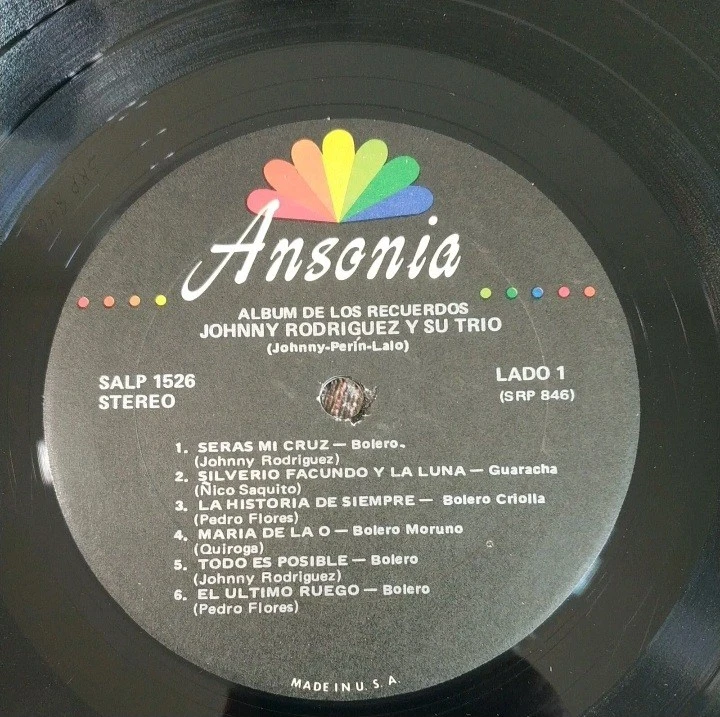 Ansonia
ALBUM DE LOS RECUERDOS
JOHNNY RODRIGUEZ Y SU TRIO
(Johnny-Perín-Lalo)
SALP 1526
STEREO
LADO 1
(SRP 846)
1. SERAS MI CRUZ — Bolero.
(Johnny Rodriguez)
2. SILVERIO FACUNDO Y LA LUNA — Guaracha
(Ñico Saquito)
3. LA HISTORIA DE SIEMPRE — Bolero Criolla
(Pedro Flores)
4. MARIA DE LA O — Bolero Moruno
(Quiroga)
5. TODO ES POSIBLE — Bolero
(Johnny Rodriguez)
6. EL ULTIMO RUEGO — Bolero
(Pedro Flores)
MADE IN U. S. A.